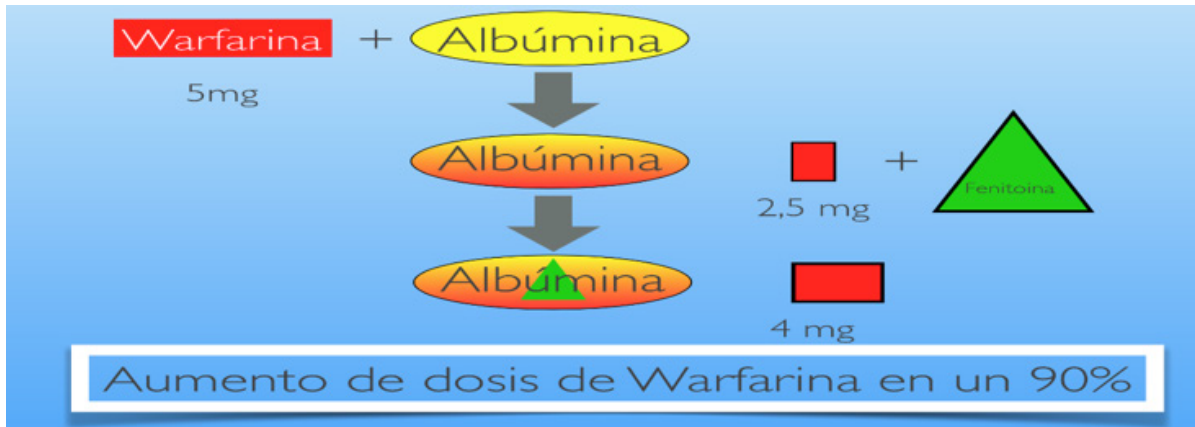 Warfarina + Albúmina
5mg
Albúmina +
Fenitoina
2,5 mg
Albúmina
4 mg
Aumento de dosis de Warfarina en un 90%